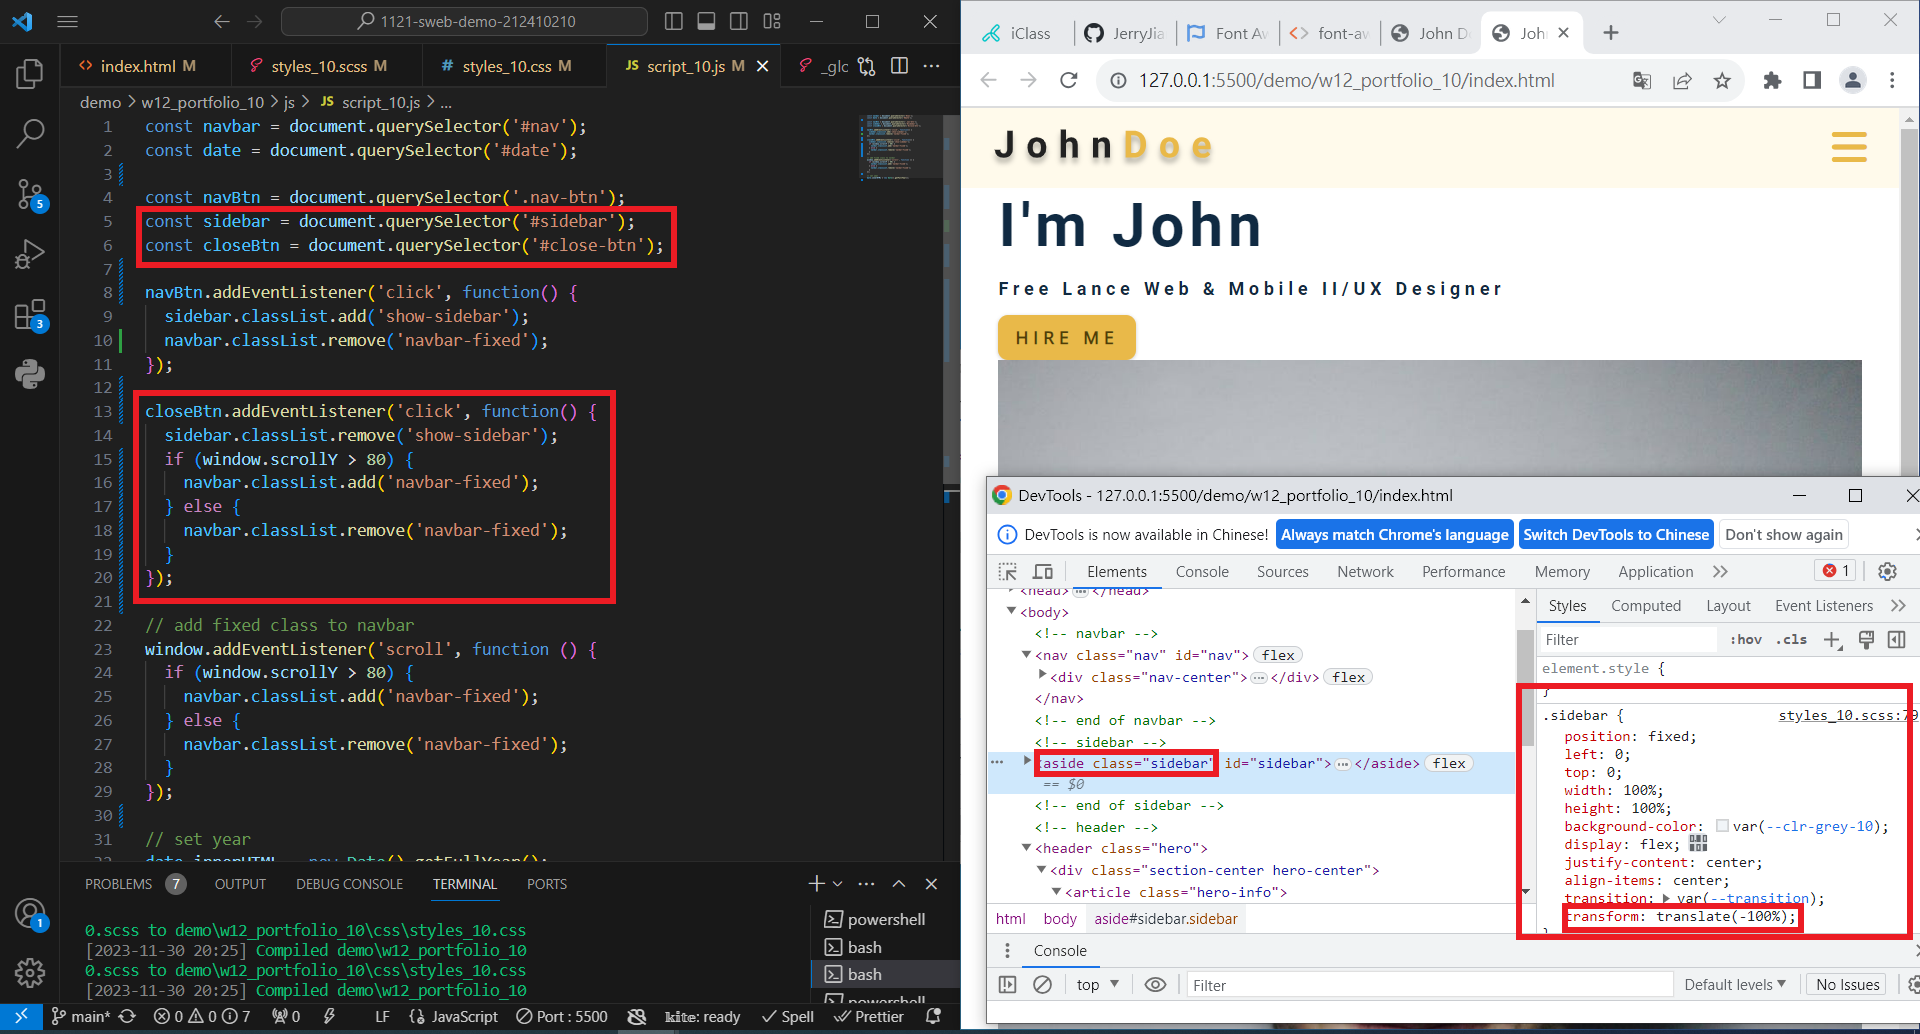 1121-sweb-demo-212410210
index.html M
styles_10.scss M
# styles_10.css M
JS script_10.js M
_glo
demo > w12_portfolio_10 > js > JS script_10.js > ...
1 const navbar = document.querySelector('#nav');
2 const date = document.querySelector('#date');
3
4 const navBtn = document.querySelector('.nav-btn');
5 const sidebar = document.querySelector('#sidebar');
6 const closeBtn = document.querySelector('#close-btn');
7
8 navBtn.addEventListener('click', function() {
9 sidebar.classList.add('show-sidebar');
10 navbar.classList.remove('navbar-fixed');
11 });
12
13 closeBtn.addEventListener('click', function() {
14 sidebar.classList.remove('show-sidebar');
15 if (window.scrollY > 80) {
16 navbar.classList.add('navbar-fixed');
17 } else {
18 navbar.classList.remove('navbar-fixed');
19 }
20 });
21
22 // add fixed class to navbar
23 window.addEventListener('scroll', function () {
24 if (window.scrollY > 80) {
25 navbar.classList.add('navbar-fixed');
26 } else {
27 navbar.classList.remove('navbar-fixed');
28 }
29 });
30
31 // set year
32 date.innerHTML = new Date().getFullYear();
5
3
1
PROBLEMS 7 OUTPUT DEBUG CONSOLE TERMINAL PORTS
0.scss to demo\w12_portfolio_10\css\styles_10.css
[2023-11-30 20:25] Compiled demo\w12_portfolio_10
0.scss to demo\w12_portfolio_10\css\styles_10.css
[2023-11-30 20:25] Compiled demo\w12_portfolio_10
powershell
bash
bash
powershell
main* 0 0 7 0 LF JavaScript Port : 5500 kite: ready Spell Prettier
iClass
JerryJia
Font Aw
font-aw
John D
Joh
127.0.0.1:5500/demo/w12_portfolio_10/index.html
JohnDoe
I'm John
Free Lance Web & Mobile II/UX Designer
HIRE ME
DevTools - 127.0.0.1:5500/demo/w12_portfolio_10/index.html
DevTools is now available in Chinese! Always match Chrome's language Switch DevTools to Chinese Don't show again
Elements Console Sources Network Performance Memory Application >> 1
<head> ... </head>
<body>
<!-- navbar -->
<nav class="nav" id="nav"> flex
<div class="nav-center"> ... </div> flex
</nav>
<!-- end of navbar -->
<!-- sidebar -->
<aside class="sidebar" id="sidebar"> ... </aside> flex
== $0
<!-- end of sidebar -->
<!-- header -->
<header class="hero">
<div class="section-center hero-center">
<article class="hero-info">
html body aside#sidebar.sidebar
Styles Computed Layout Event Listeners >>
Filter :hov .cls
element.style {
}
.sidebar { styles_10.scss:79
position: fixed;
left: 0;
top: 0;
width: 100%;
height: 100%;
background-color: var(--clr-grey-10);
display: flex;
justify-content: center;
align-items: center;
transition: var(--transition);
transform: translate(-100%);
}
Console
top Filter Default levels No Issues